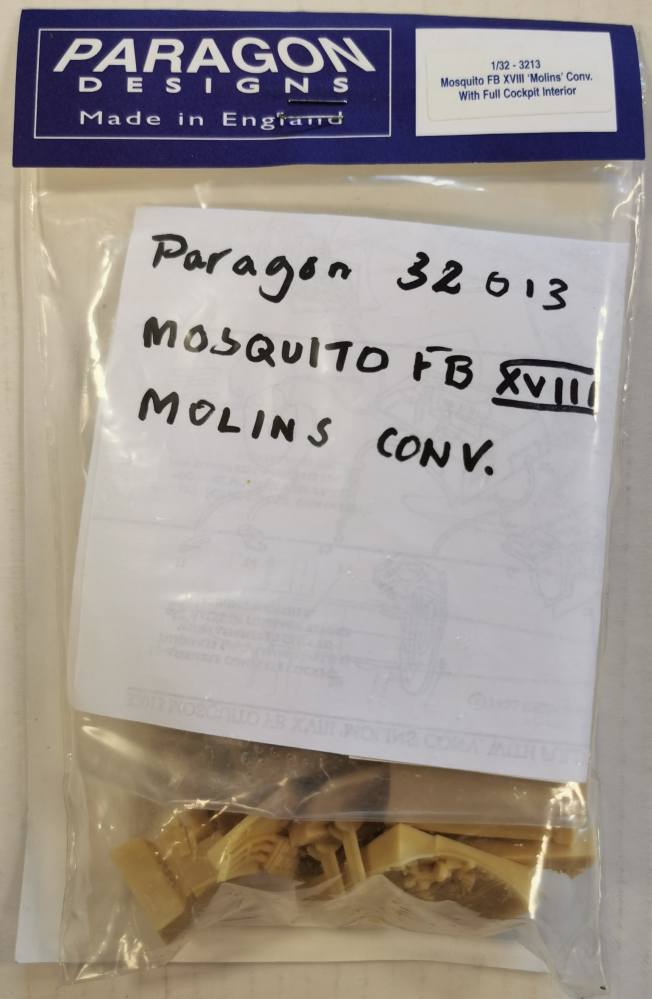 PARAGON
DESIGNS
Made in England
1/32 - 3213
Mosquito FB XVIII 'Molins' Conv.
With Full Cockpit Interior
Paragon 32013
MOSQUITO FB XVIII
MOLINS CONV.